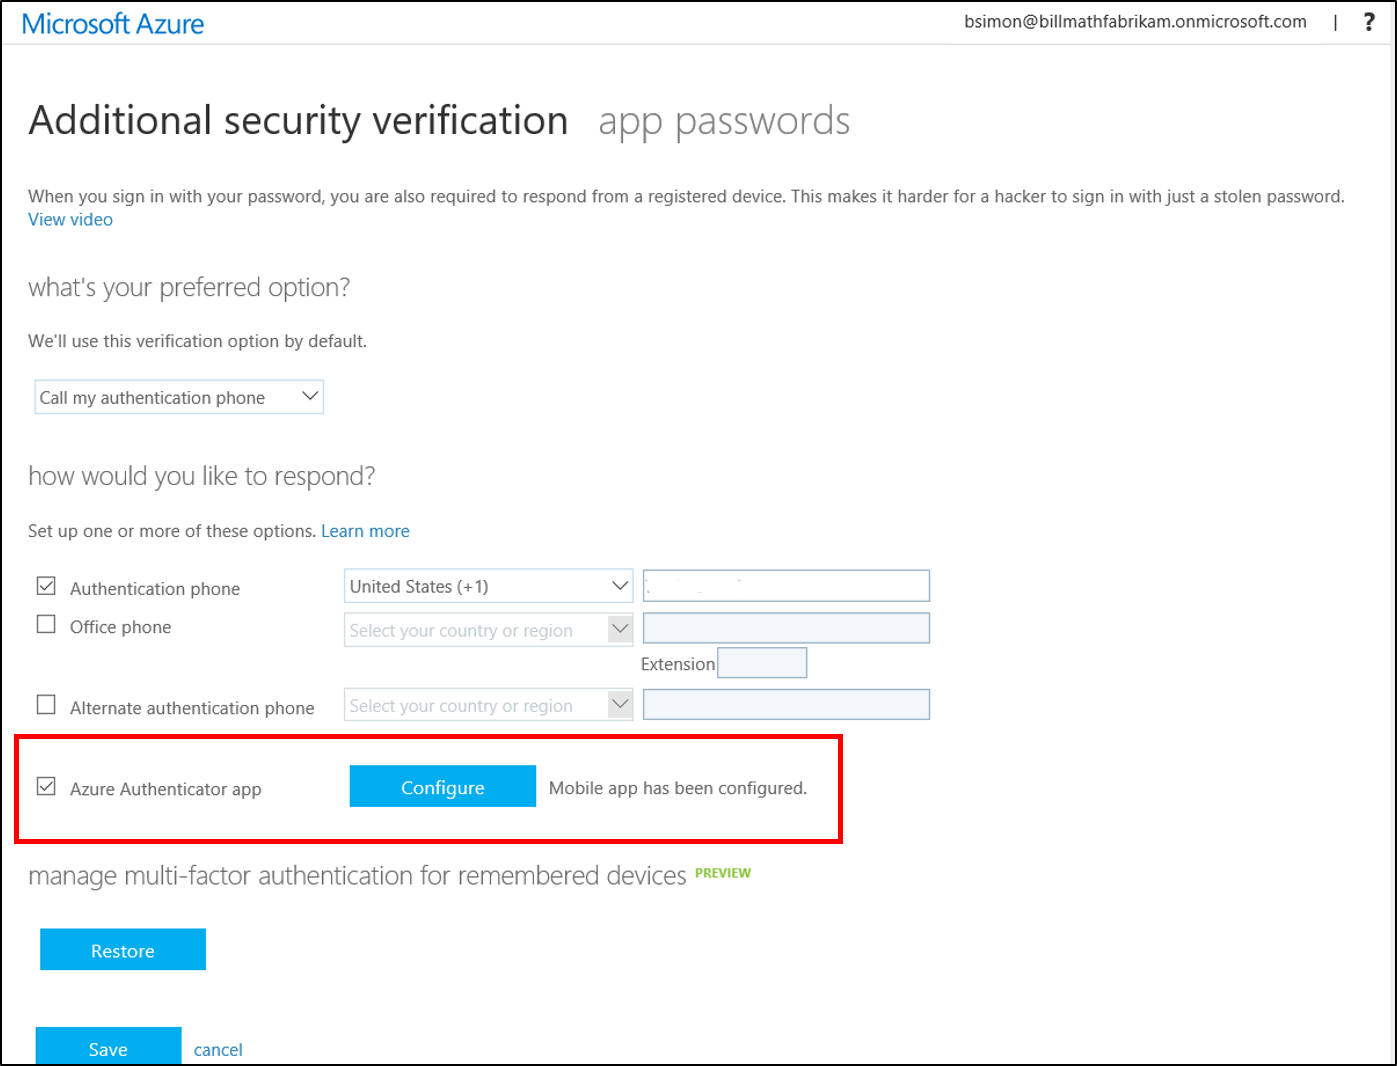 Microsoft Azure
bsimon@billmathfabrikam.onmicrosoft.com | ?
Additional security verification app passwords
When you sign in with your password, you are also required to respond from a registered device. This makes it harder for a hacker to sign in with just a stolen password.
View video
what's your preferred option?
We'll use this verification option by default.
Call my authentication phone
how would you like to respond?
Set up one or more of these options. Learn more
Authentication phone United States (+1)
Office phone Select your country or region
Extension
Alternate authentication phone Select your country or region
Azure Authenticator app Configure Mobile app has been configured.
manage multi-factor authentication for remembered devices PREVIEW
Restore
Save cancel